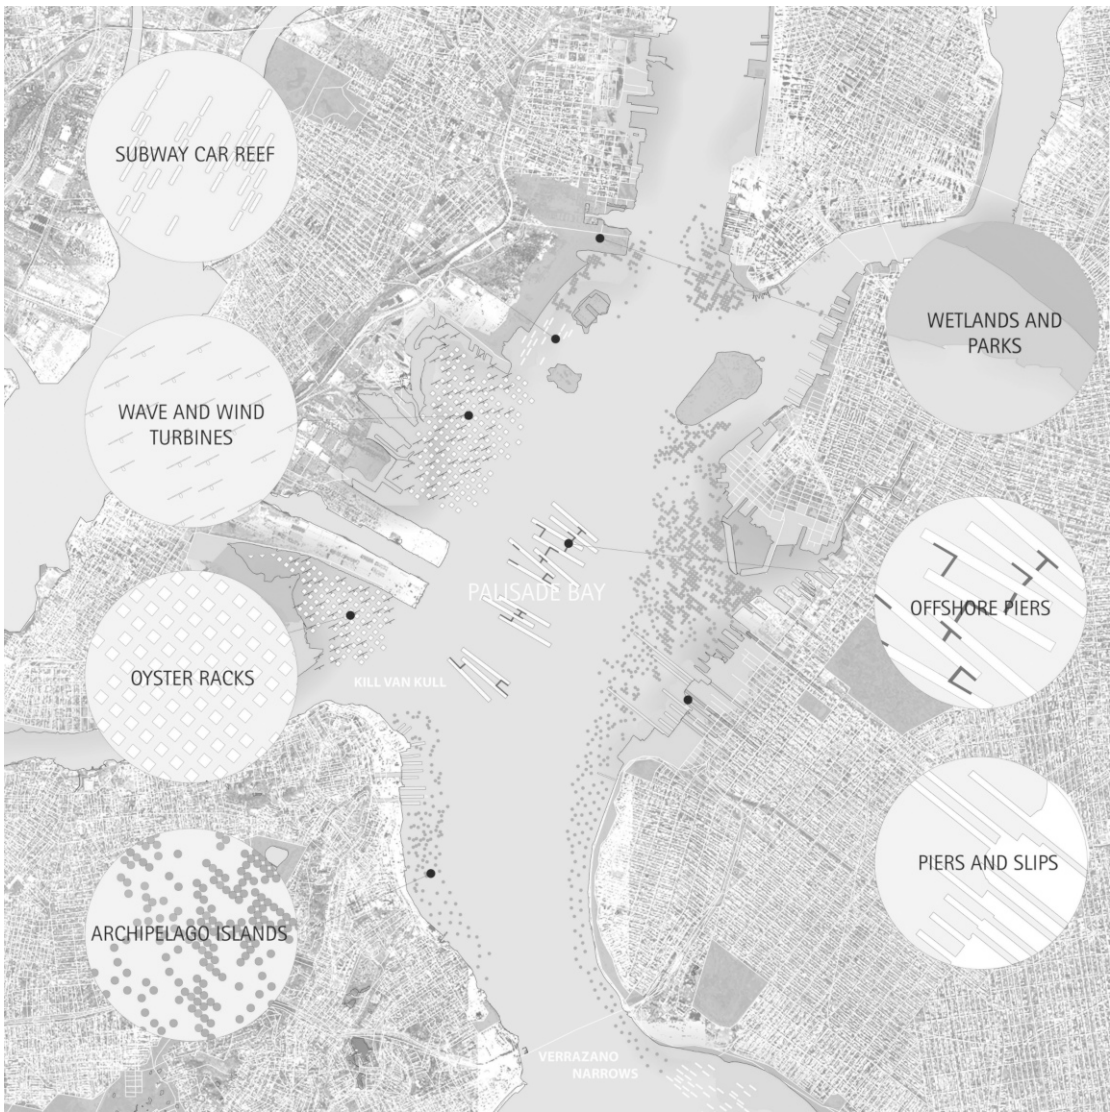 SUBWAY CAR REEF
WETLANDS AND
PARKS
WAVE AND WIND
TURBINES
PALISADE BAY
OFFSHORE PIERS
OYSTER RACKS
KILL VAN KULL
PIERS AND SLIPS
ARCHIPELAGO ISLANDS
VERRAZANO
NARROWS